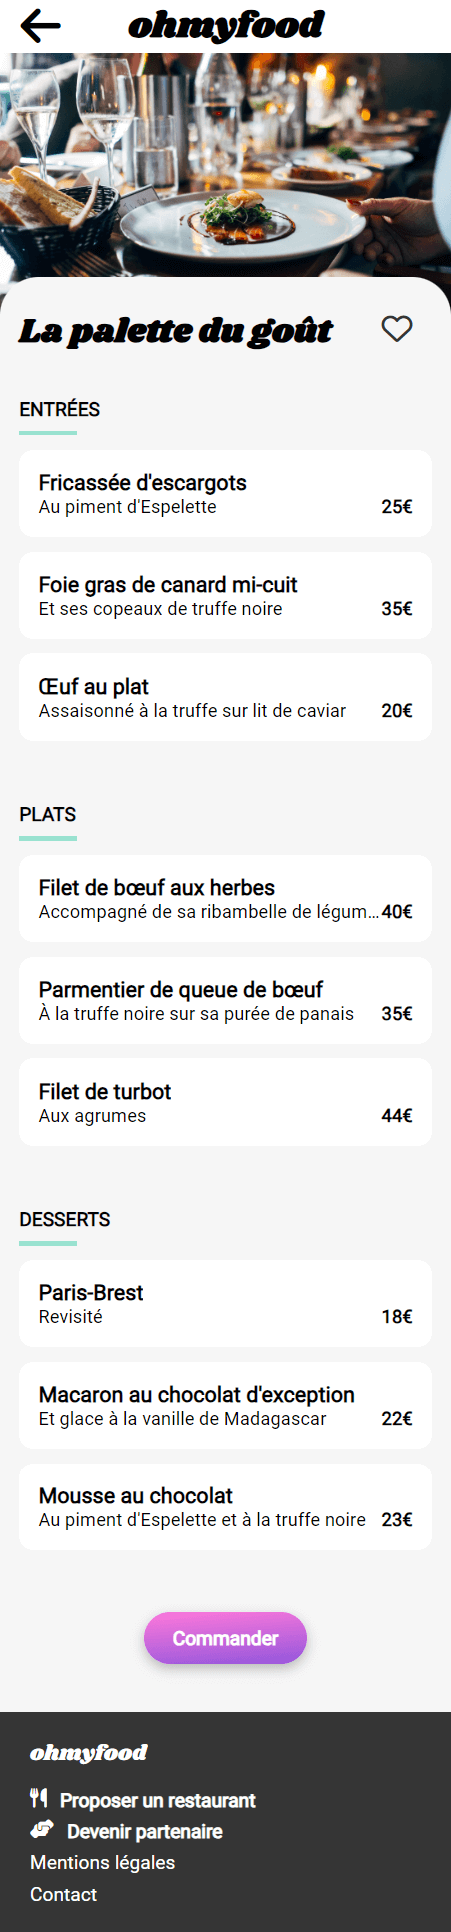 ohmyfood
La palette du goût
ENTRÉES
Fricassée d'escargots
Au piment d'Espelette 25€
Foie gras de canard mi-cuit
Et ses copeaux de truffe noire 35€
Œuf au plat
Assaisonné à la truffe sur lit de caviar 20€
PLATS
Filet de bœuf aux herbes
Accompagné de sa ribambelle de légum... 40€
Parmentier de queue de bœuf
À la truffe noire sur sa purée de panais 35€
Filet de turbot
Aux agrumes 44€
DESSERTS
Paris-Brest
Revisité 18€
Macaron au chocolat d'exception
Et glace à la vanille de Madagascar 22€
Mousse au chocolat
Au piment d'Espelette et à la truffe noire 23€
Commander
ohmyfood
Proposer un restaurant
Devenir partenaire
Mentions légales
Contact